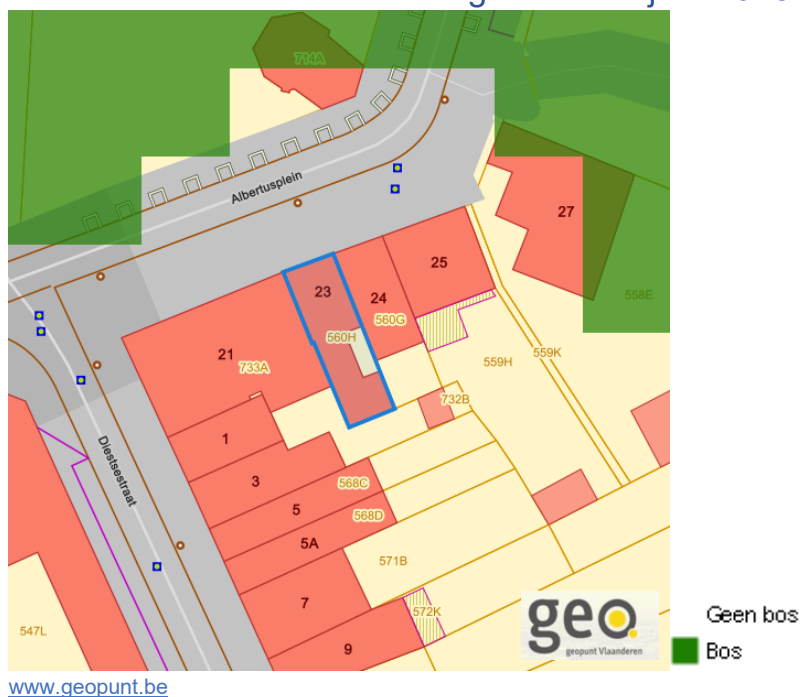 714A
Albertusplein
27
558E
25
23
24
560G
560H
559H
559K
21
733A
732B
1
3
568C
5
568D
5A
Diestsestraat
571B
7
572K
547L
9
geo
geopunt Vlaanderen
Geen bos
Bos
www.geopunt.be